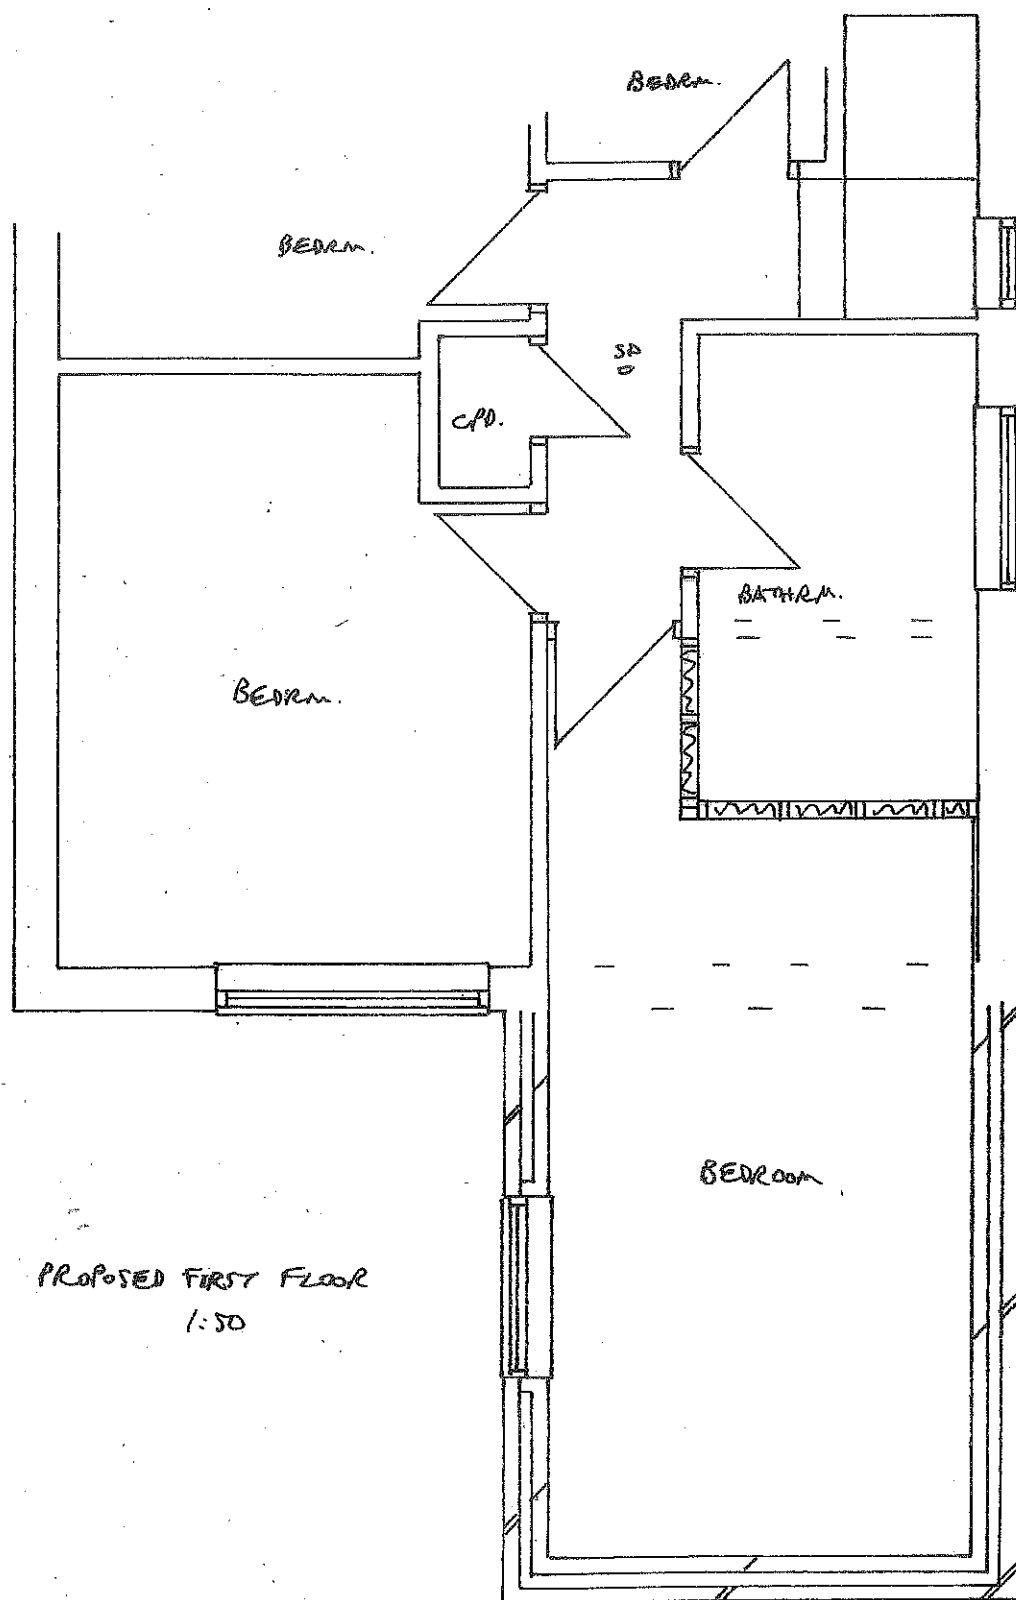 BEDRM.
BEDRM.
SD
CPD.
BATHRM.
BEDRM.
BEDROOM
PROPOSED FIRST FLOOR
1:50